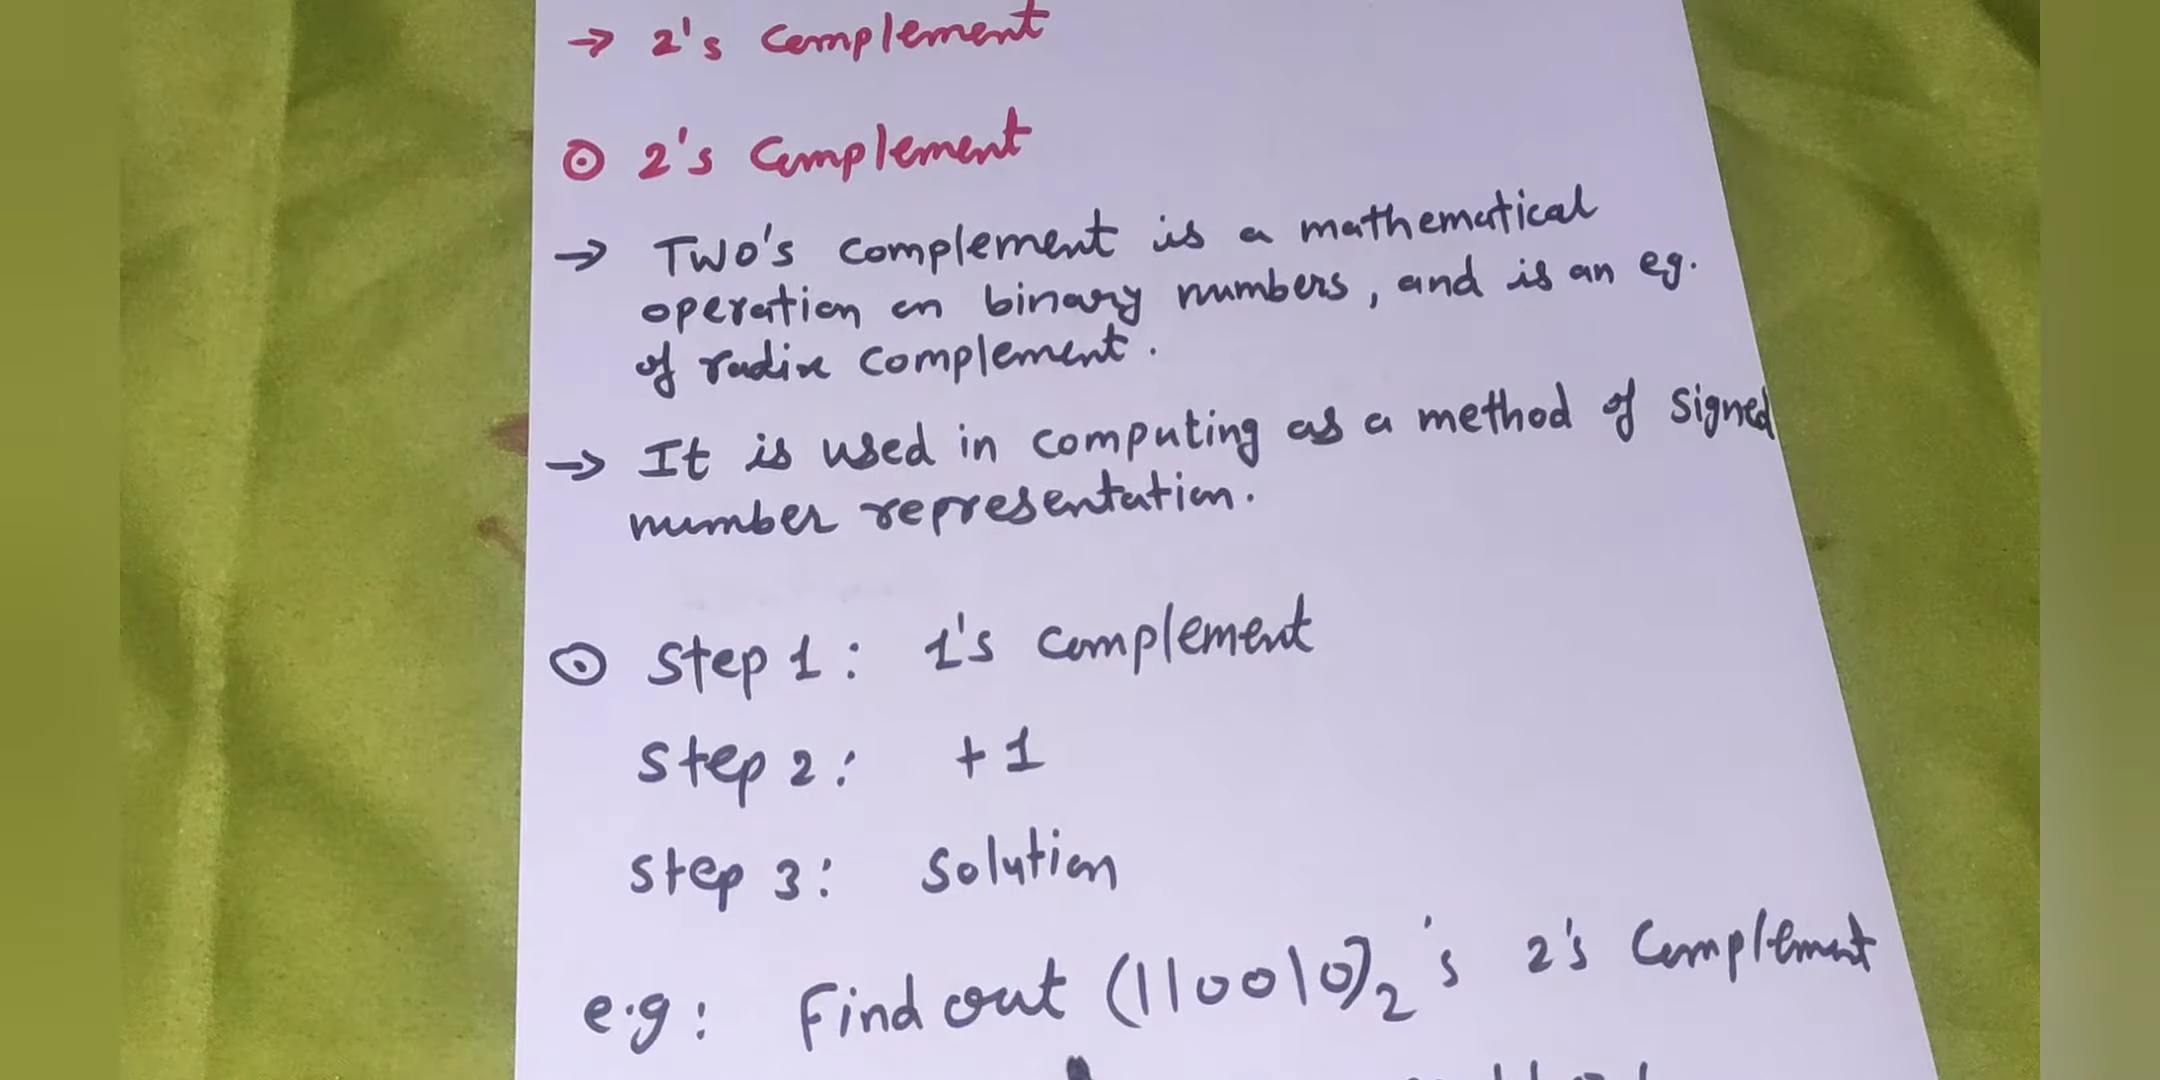 → 2's Complement
⊙ 2's Complement
→ Two's complement is a mathematical
operation on binary numbers, and is an eg.
of radix complement.
→ It is used in computing as a method of signed
number representation.
⊙ Step 1: 1's Complement
Step 2: +1
Step 3: Solution
e.g: Find out (110010)₂'s 2's Complement